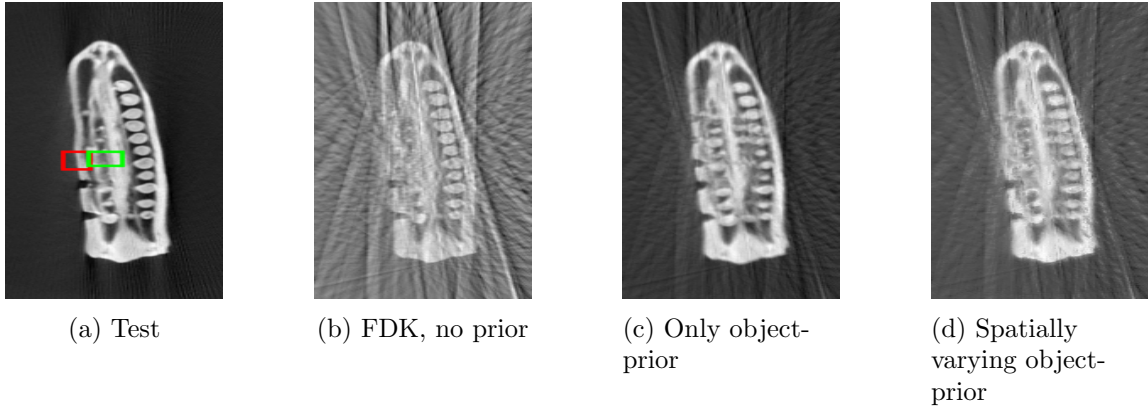 (a) Test
(b) FDK, no prior
(c) Only object-
prior
(d) Spatially
varying object-
prior